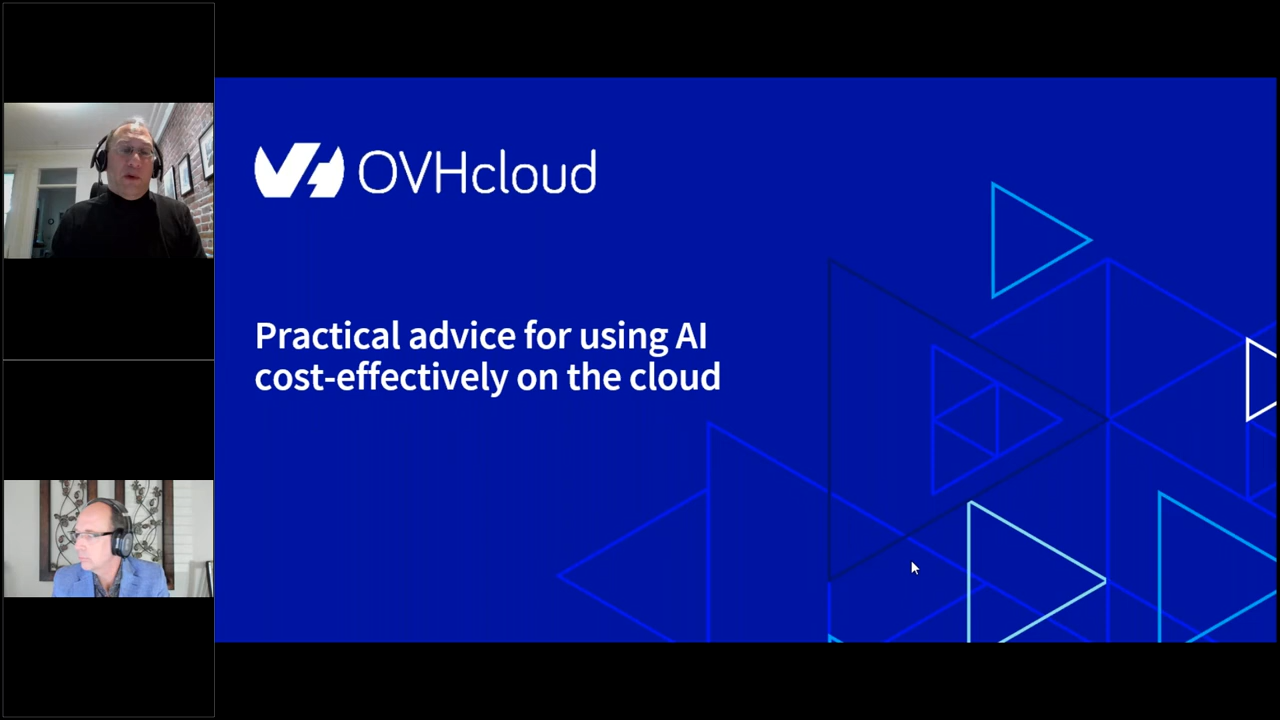 OVHcloud
Practical advice for using AI
cost-effectively on the cloud